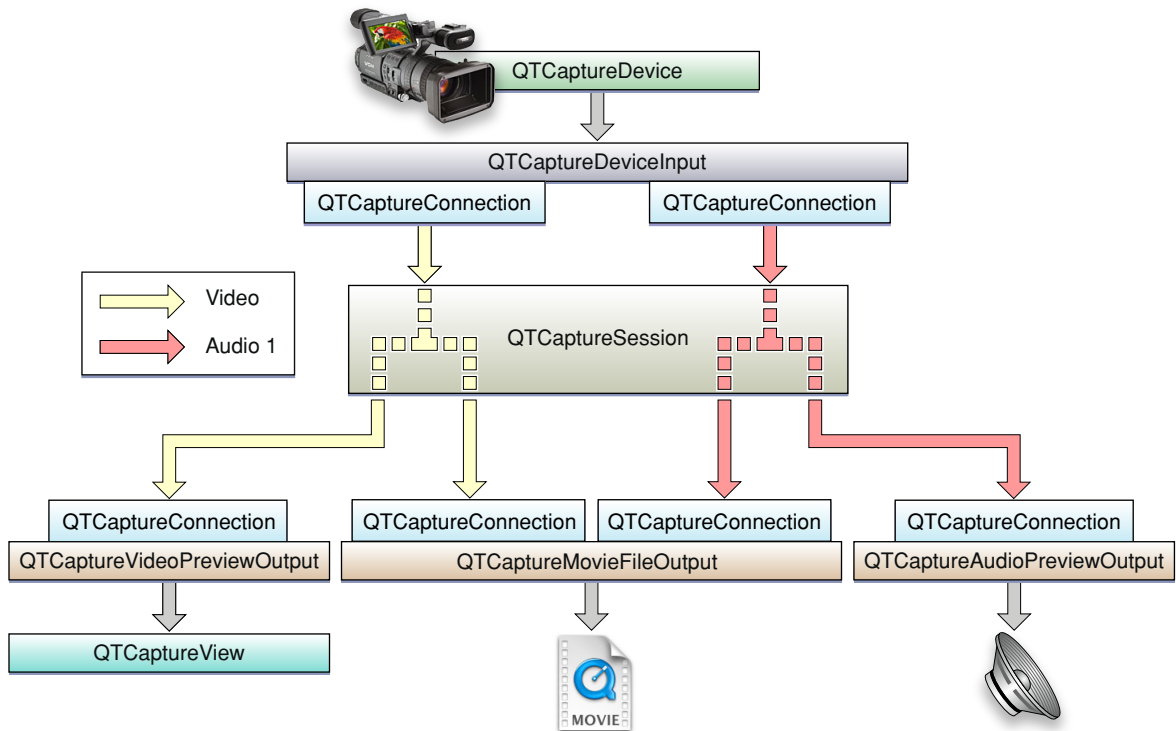 QTCaptureDevice
QTCaptureDeviceInput
QTCaptureConnection
QTCaptureConnection
Video
Audio 1
QTCaptureSession
QTCaptureConnection
QTCaptureConnection
QTCaptureConnection
QTCaptureConnection
QTCaptureVideoPreviewOutput
QTCaptureMovieFileOutput
QTCaptureAudioPreviewOutput
QTCaptureView
MOVIE